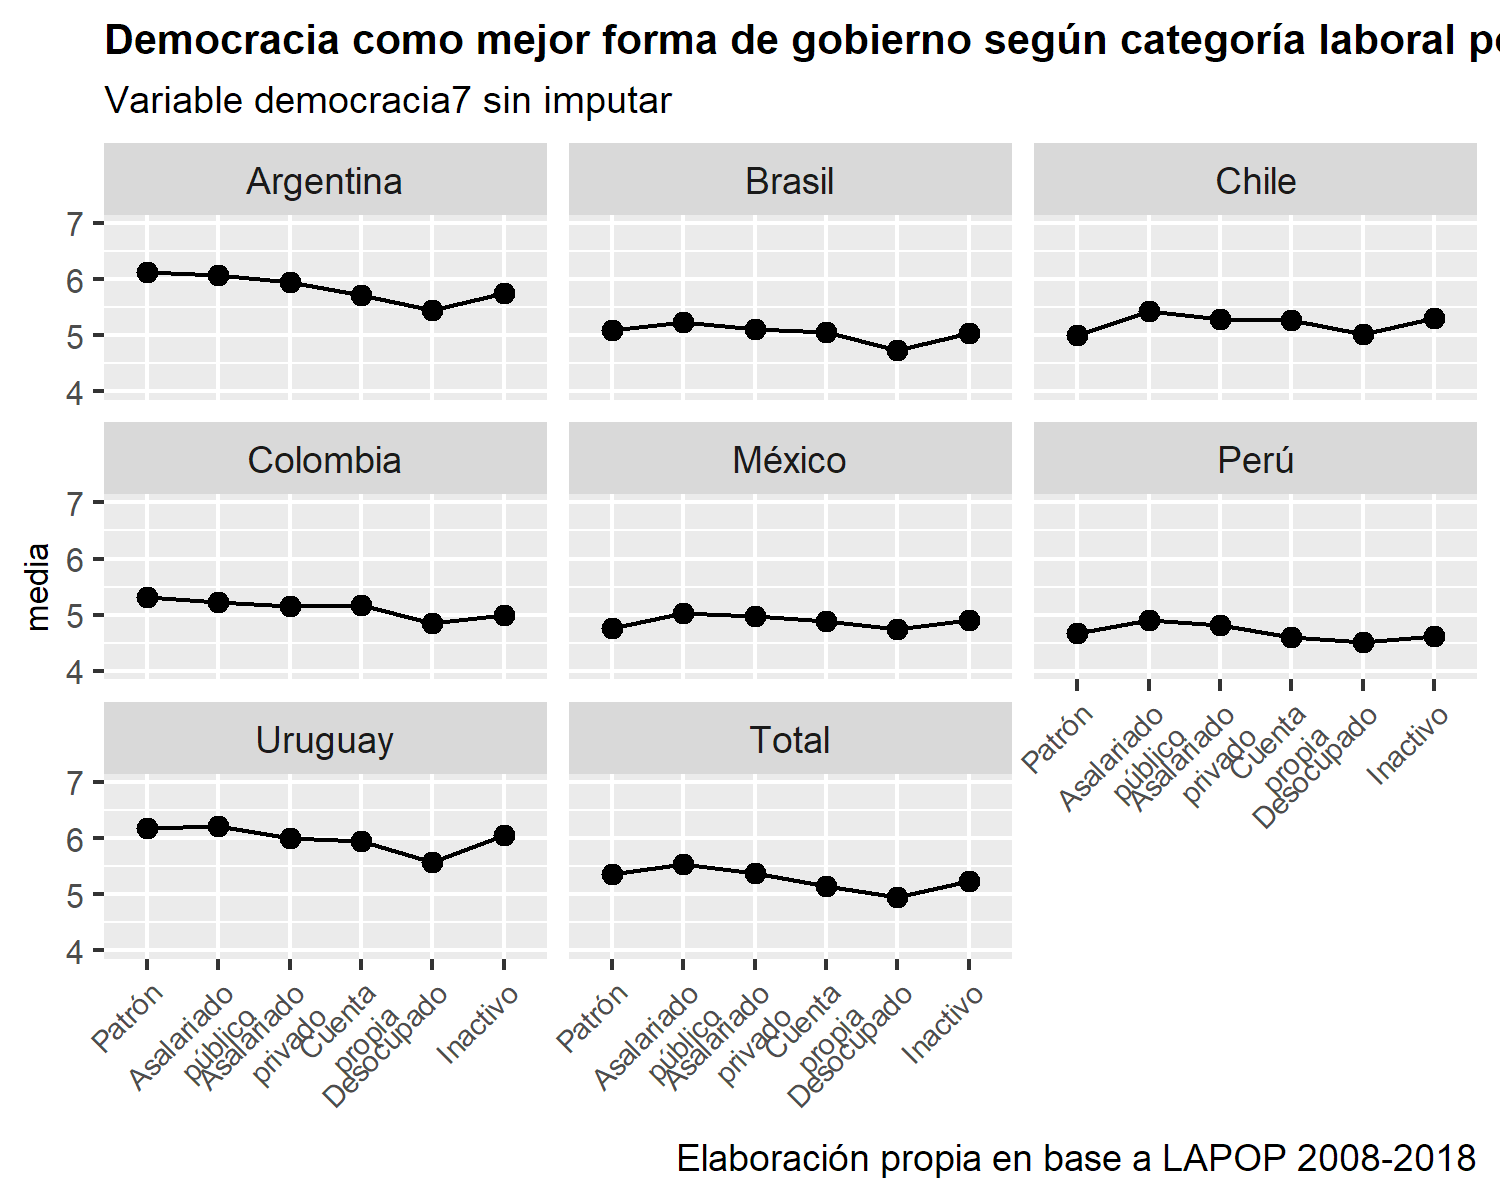 Democracia como mejor forma de gobierno según categoría laboral
Variable democracia7 sin imputar
Argentina
Brasil
Chile
7
6
5
4
Colombia
México
Perú
7
6
5
4
media
Patrón
Asalariado
público
Asalariado
privado
Cuenta
propia
Desocupado
Inactivo
Uruguay
Total
7
6
5
4
Patrón
Asalariado
público
Asalariado
privado
Cuenta
propia
Desocupado
Inactivo
Patrón
Asalariado
público
Asalariado
privado
Cuenta
propia
Desocupado
Inactivo
Elaboración propia en base a LAPOP 2008-2018